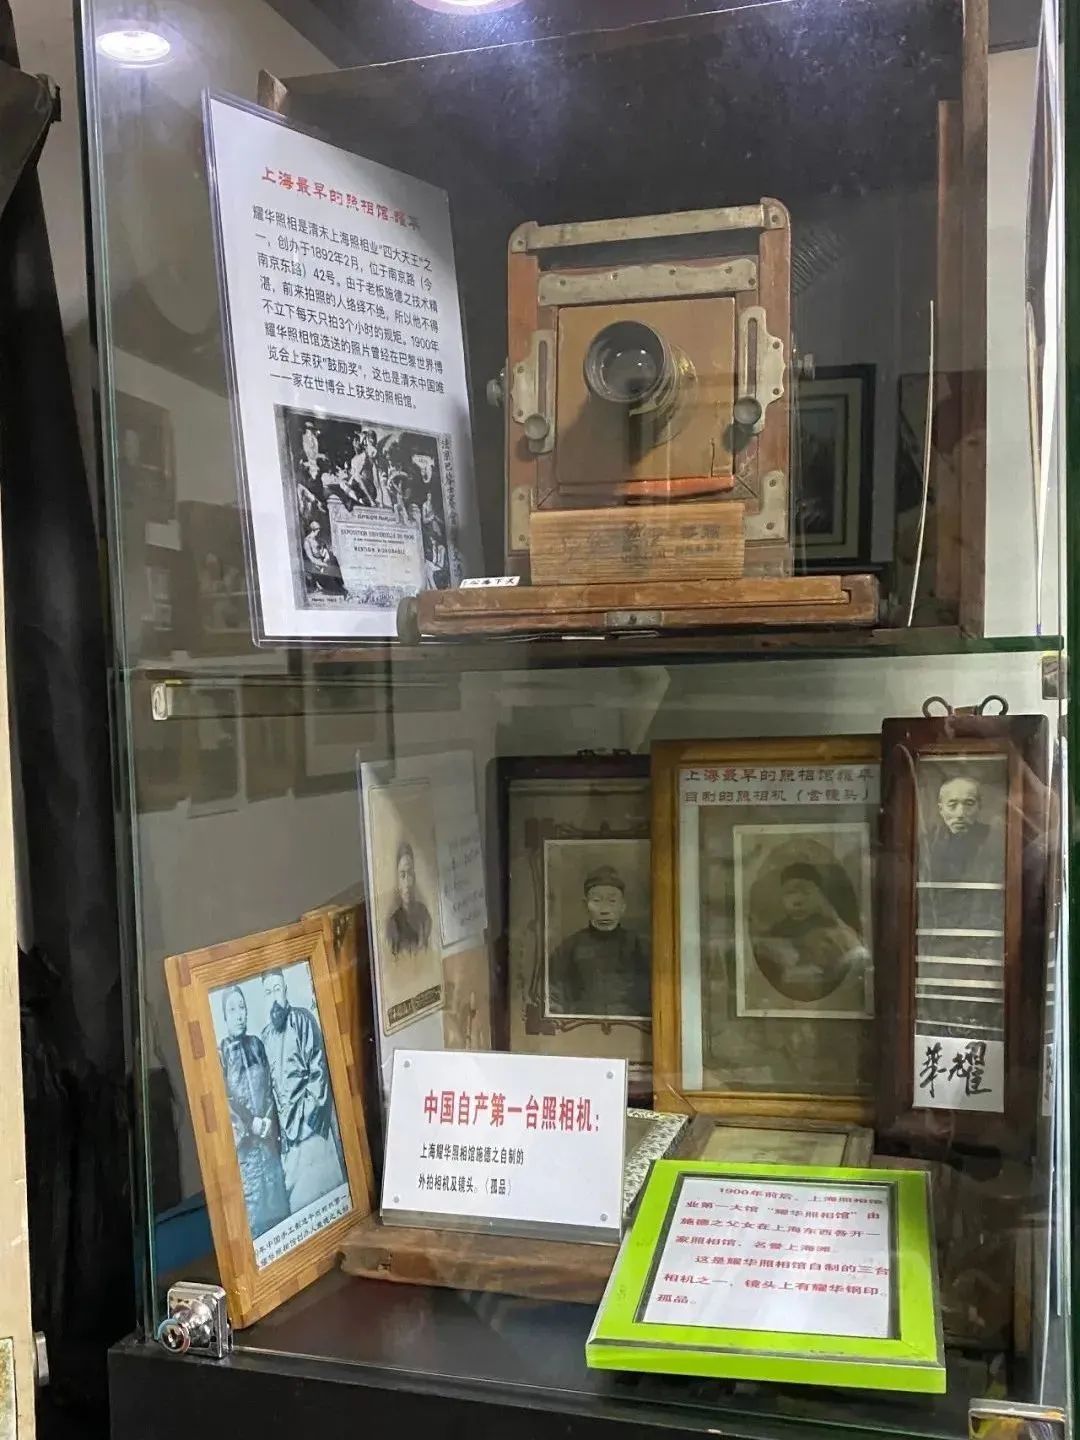 上海最早的照相馆-耀华
耀华照相是清末上海照相业“四大天王”之
一，创办于1892年2月，位于南京路（今
南京东路）42号。由于老板施德之技术精
湛，前来拍照的人络绎不绝，所以他不得
不立下每天只拍3个小时的规矩。1900年
耀华照相馆选送的照片曾经在巴黎世界博
览会上荣获“鼓励奖”，这也是清末中国唯
一一家在世博会上获奖的照相馆。
EXPOSITION UNIVERSELLE
MENTION HONORABLE
上海最早的照相馆耀华
自制的照相机（含镜头）
华耀
中国自产第一台照相机：
上海耀华照相馆施德之自制的
外拍相机及镜头。（孤品）
1900年前后，上海照相馆
业第一大馆“耀华照相馆”由
施德之父女在上海东西各开一
家照相馆，名誉上海滩。
这是耀华照相馆自制的三台
相机之一，镜头上有耀华钢印。
孤品。